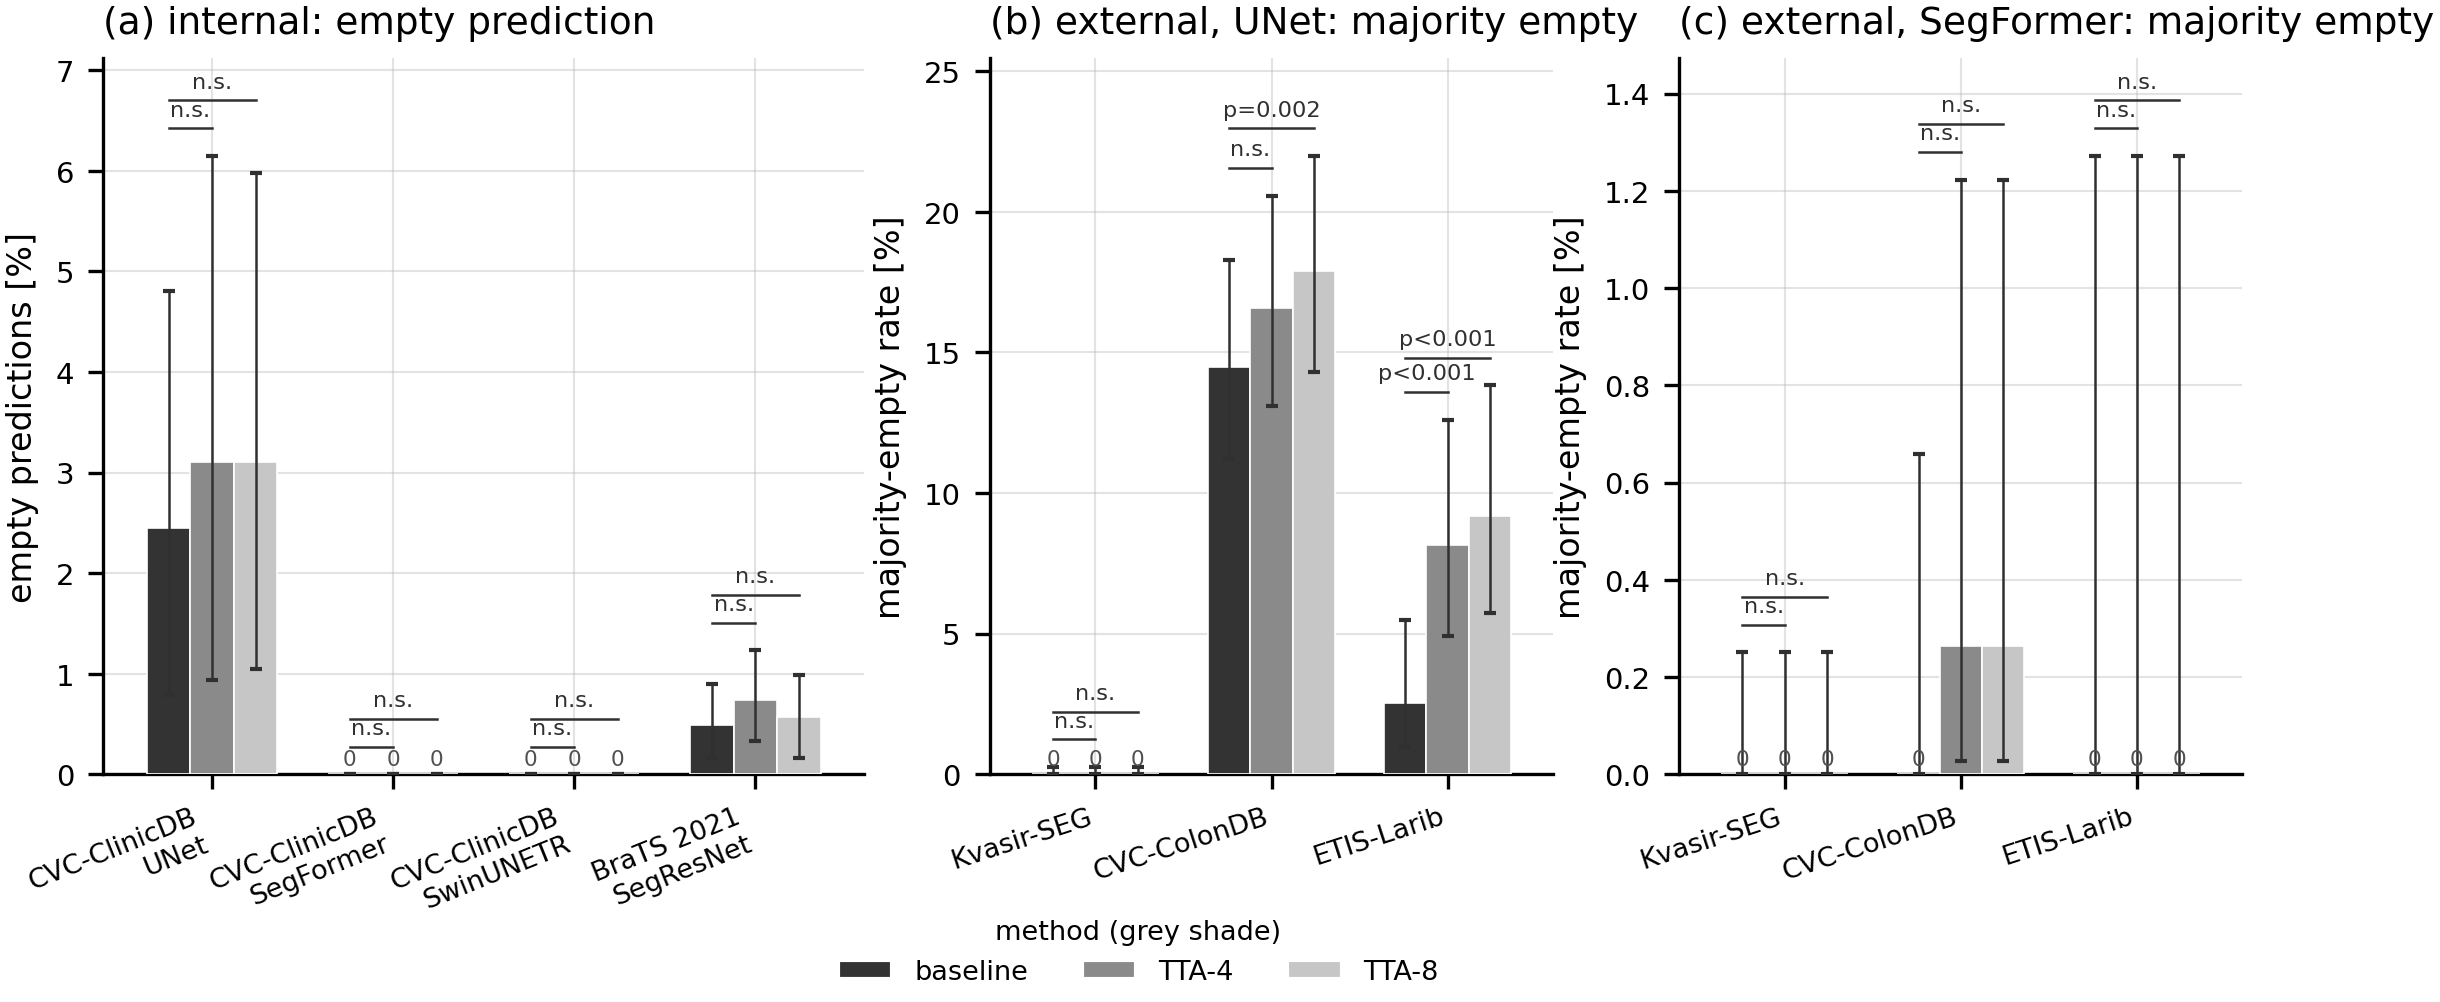 (a) internal: empty prediction
empty predictions [%]
7
6
5
4
3
2
1
0
n.s.
n.s.
n.s.
n.s.
0 0 0
n.s.
n.s.
0 0 0
n.s.
n.s.
CVC-ClinicDB
UNet
CVC-ClinicDB
SegFormer
CVC-ClinicDB
SwinUNETR
BraTS 2021
SegResNet
(b) external, UNet: majority empty
majority-empty rate [%]
25
20
15
10
5
0
n.s.
n.s.
0 0 0
p=0.002
n.s.
p<0.001
p<0.001
Kvasir-SEG
CVC-ColonDB
ETIS-Larib
(c) external, SegFormer: majority empty
majority-empty rate [%]
1.4
1.2
1.0
0.8
0.6
0.4
0.2
0.0
n.s.
n.s.
0 0 0
n.s.
n.s.
0
n.s.
n.s.
0 0 0
Kvasir-SEG
CVC-ColonDB
ETIS-Larib
method (grey shade)
baseline TTA-4 TTA-8